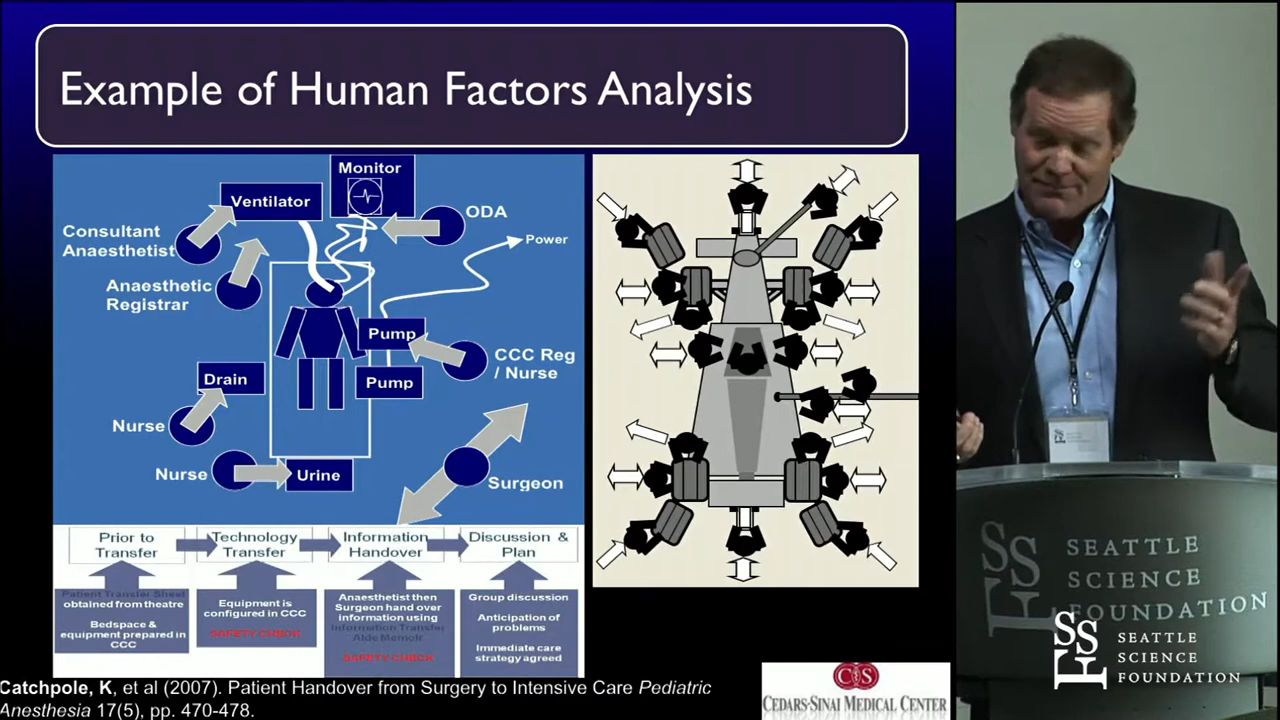 Example of Human Factors Analysis
Monitor
Ventilator
ODA
Consultant
Anaesthetist
Power
Anaesthetic
Registrar
Pump
CCC Reg
/ Nurse
Drain
Pump
Nurse
Nurse
Urine
Surgeon
Prior to
Transfer
Technology
Transfer
Information
Handover
Discussion &
Plan
Patient Transfer Sheet
obtained from theatre
Bedspace &
equipment prepared in
CCC
Equipment is
configured in CCC
SAFETY CHECK
Anaesthetist then
Surgeon hand over
information using
Information Transfer
Aide Memoir
SAFETY CHECK
Group discussion
Anticipation of
problems
Immediate care
strategy agreed
Catchpole, K, et al (2007). Patient Handover from Surgery to Intensive Care Pediatric
Anesthesia 17(5), pp. 470-478.
CEDARS-SINAI MEDICAL CENTER
SSF
SEATTLE
SCIENCE
FOUNDATION
SSF
SEATTLE
SCIENCE
FOUNDATION